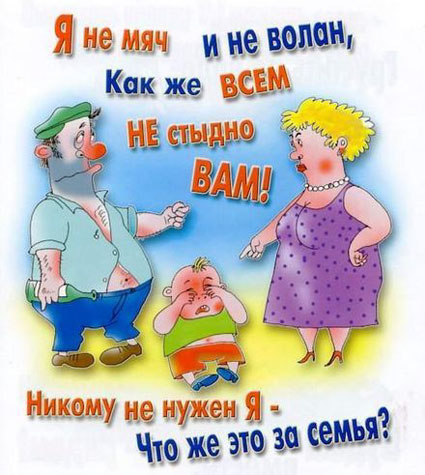 Я не мяч и не волан,
Как же ВСЕМ
НЕ стыдно
ВАМ!
Никому не нужен Я -
Что же это за семья?